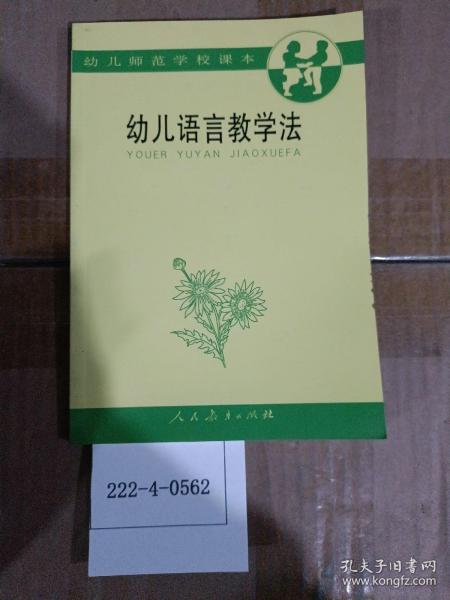 幼儿师范学校课本
幼儿语言教学法
YOUER YUYAN JIAOXUEFA
人民教育出版社
222-4-0562
孔夫子旧书网
www.kongfz.com